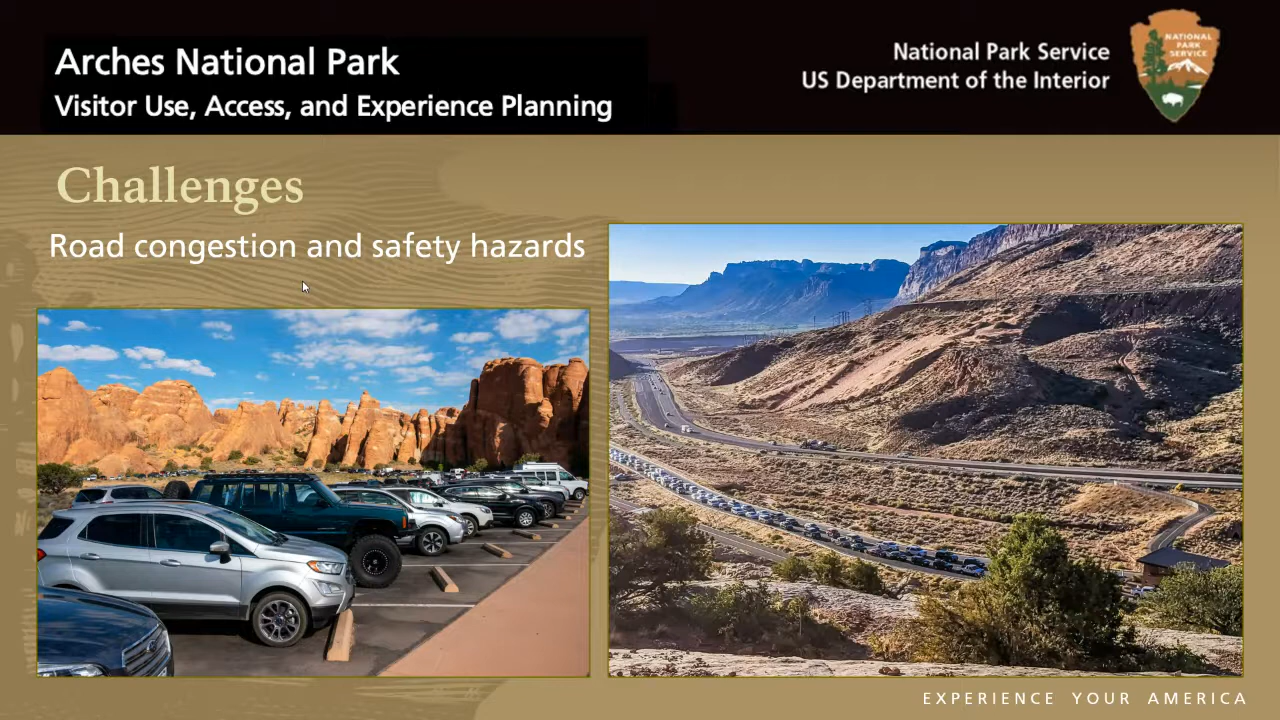 Arches National Park
Visitor Use, Access, and Experience Planning
National Park Service
US Department of the Interior
NATIONAL
PARK
SERVICE
Challenges
Road congestion and safety hazards
EXPERIENCE YOUR AMERICA